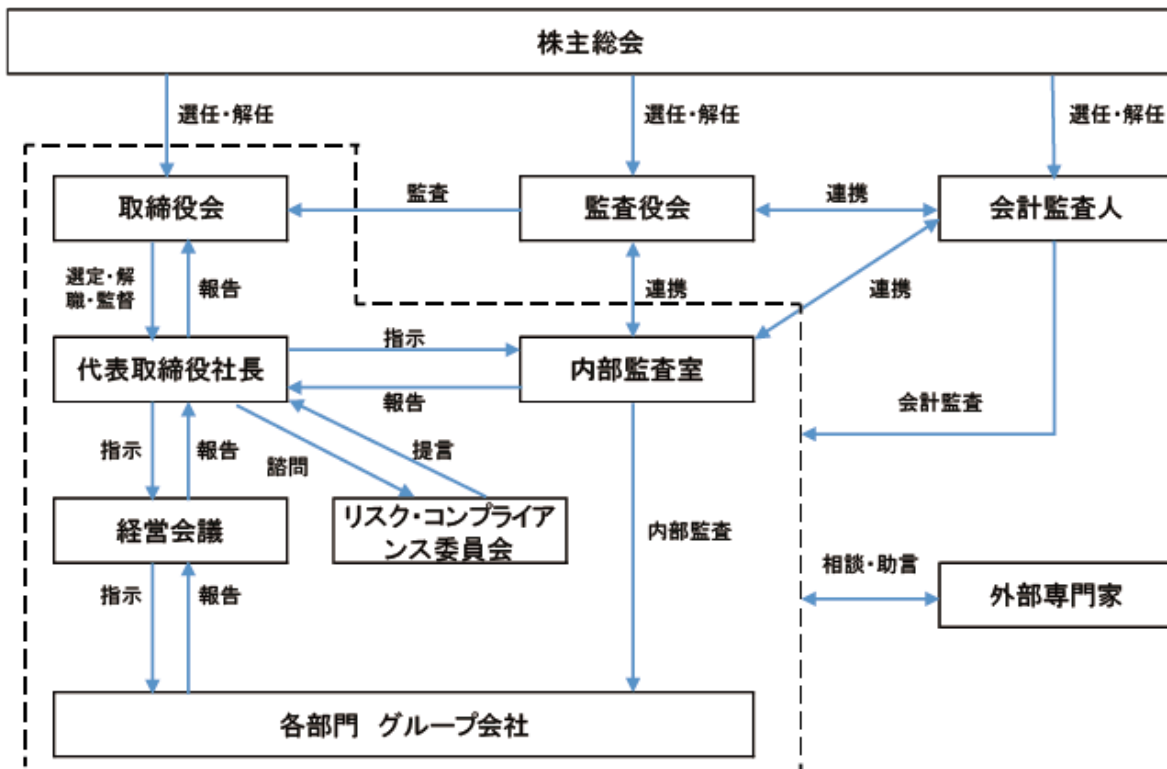 株主総会
選任・解任
選任・解任
選任・解任
取締役会
監査
監査役会
連携
会計監査人
選定・解
職・監督
報告
連携
連携
代表取締役社長
指示
報告
内部監査室
会計監査
指示
報告
諮問
提言
経営会議
リスク・コンプライア
ンス委員会
内部監査
相談・助言
外部専門家
指示
報告
各部門 グループ会社